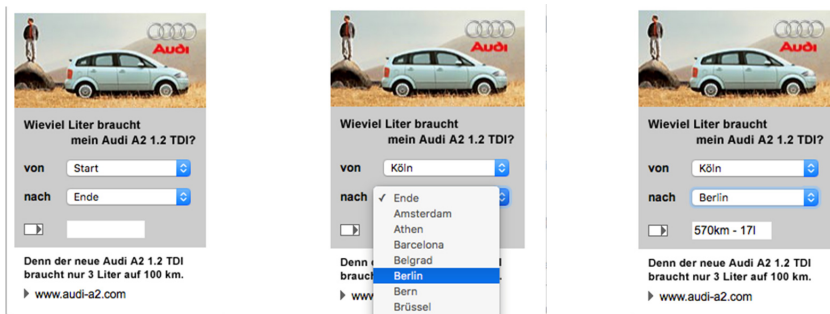 Audi
Wieviel Liter braucht
mein Audi A2 1.2 TDI?
von Start
nach Ende
Denn der neue Audi A2 1.2 TDI
braucht nur 3 Liter auf 100 km.
www.audi-a2.com
Audi
Wieviel Liter braucht
mein Audi A2 1.2 TDI?
von Köln
nach Ende
Amsterdam
Athen
Barcelona
Belgrad
Berlin
Bern
Brüssel
Denn
brauch
www
Audi
Wieviel Liter braucht
mein Audi A2 1.2 TDI?
von Köln
nach Berlin
570km - 17l
Denn der neue Audi A2 1.2 TDI
braucht nur 3 Liter auf 100 km.
www.audi-a2.com